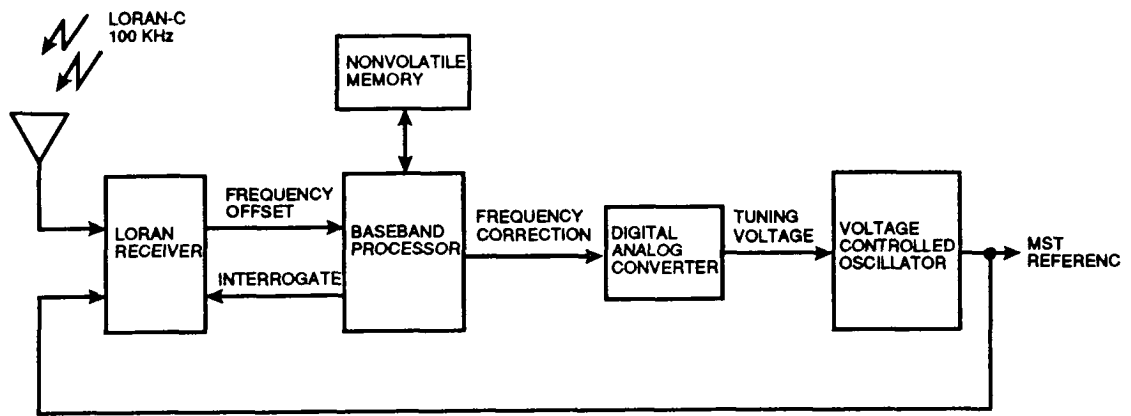 LORAN-C
100 KHz
NONVOLATILE
MEMORY
LORAN
RECEIVER
FREQUENCY
OFFSET
INTERROGATE
BASEBAND
PROCESSOR
FREQUENCY
CORRECTION
DIGITAL
ANALOG
CONVERTER
TUNING
VOLTAGE
VOLTAGE
CONTROLLED
OSCILLATOR
MST
REFERENC